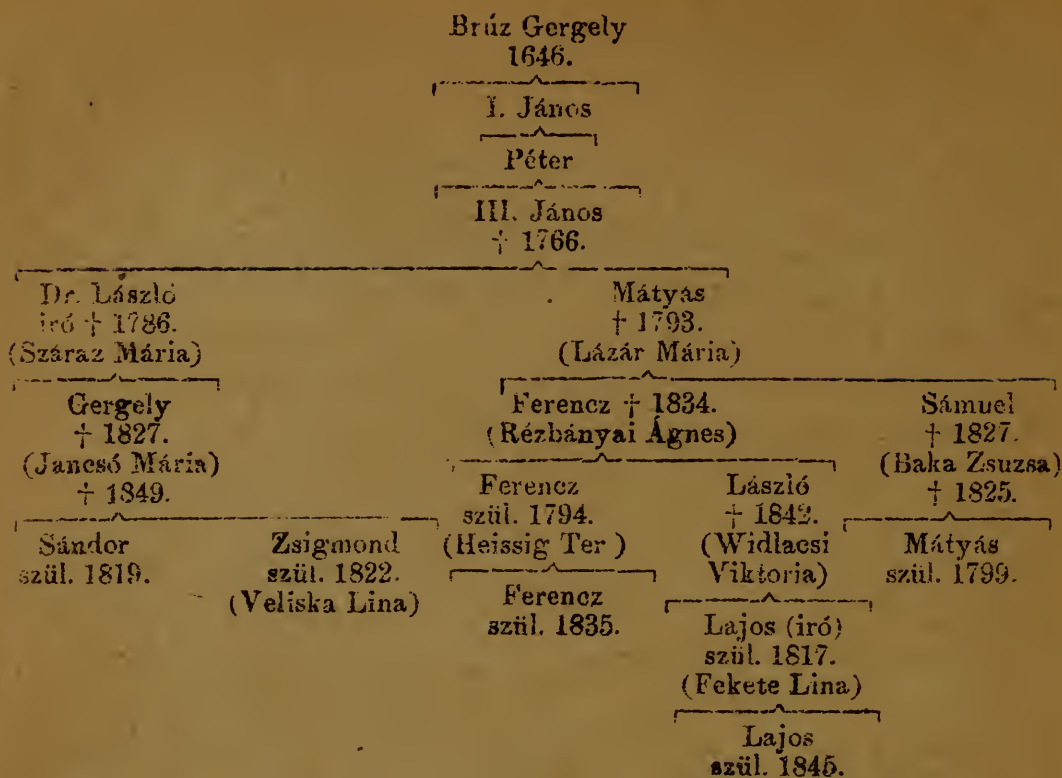 Brúz Gergely
1646.
I. János
Péter
III. János
† 1766.
Dr. László
iró † 1786.
(Száraz Mária)
Mátyás
† 1793.
(Lázár Mária)
Gergely
† 1827.
(Jancsó Mária)
† 1849.
Ferencz † 1834.
(Rézbányai Ágnes)
Sámuel
† 1827.
(Baka Zsuzsa)
† 1825.
Sándor
szül. 1819.
Zsigmond
szül. 1822.
(Veliska Lina)
Ferencz
szül. 1794.
(Heissig Ter )
László
† 1842.
(Widlacsi
Viktoria)
Mátyás
szül. 1799.
Ferencz
szül. 1835.
Lajos (iró)
szül. 1817.
(Fekete Lina)
Lajos
szül. 1845.